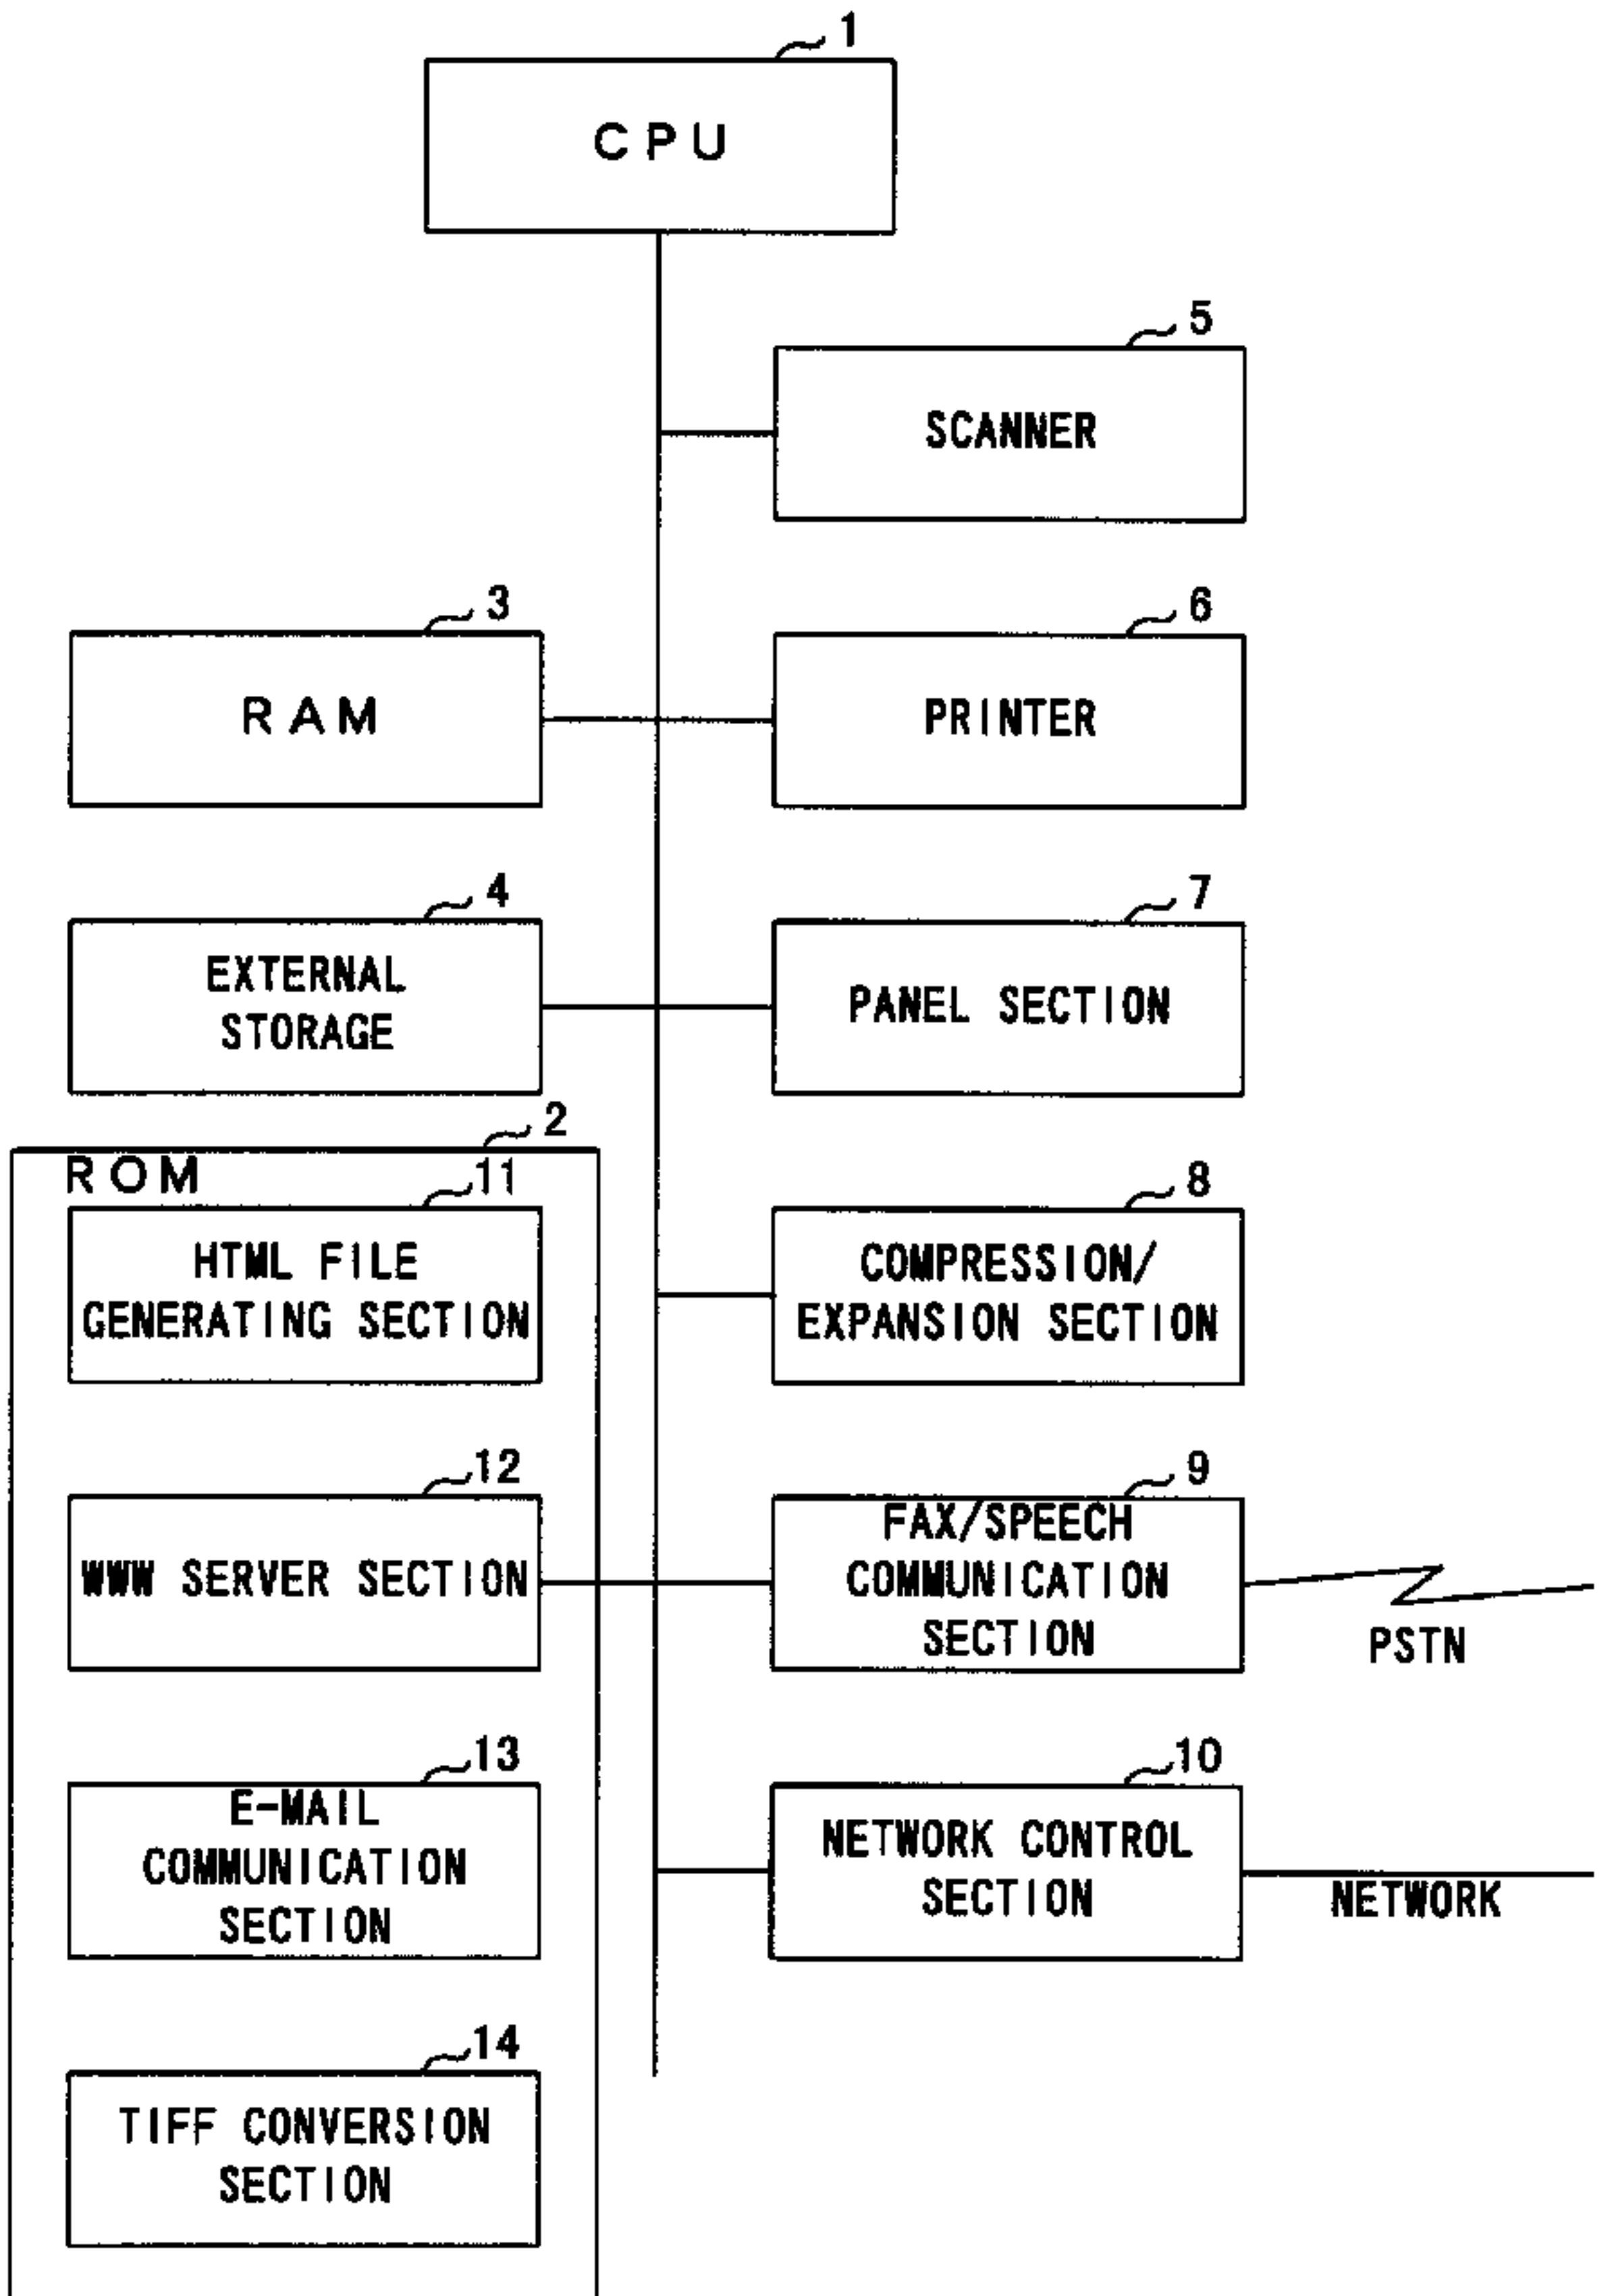 1
CPU
5
SCANNER
3
RAM
6
PRINTER
4
EXTERNAL
STORAGE
7
PANEL SECTION
2
ROM
11
HTML FILE
GENERATING SECTION
8
COMPRESSION/
EXPANSION SECTION
12
WWW SERVER SECTION
9
FAX/SPEECH
COMMUNICATION
SECTION
PSTN
13
E-MAIL
COMMUNICATION
SECTION
10
NETWORK CONTROL
SECTION
NETWORK
14
TIFF CONVERSION
SECTION